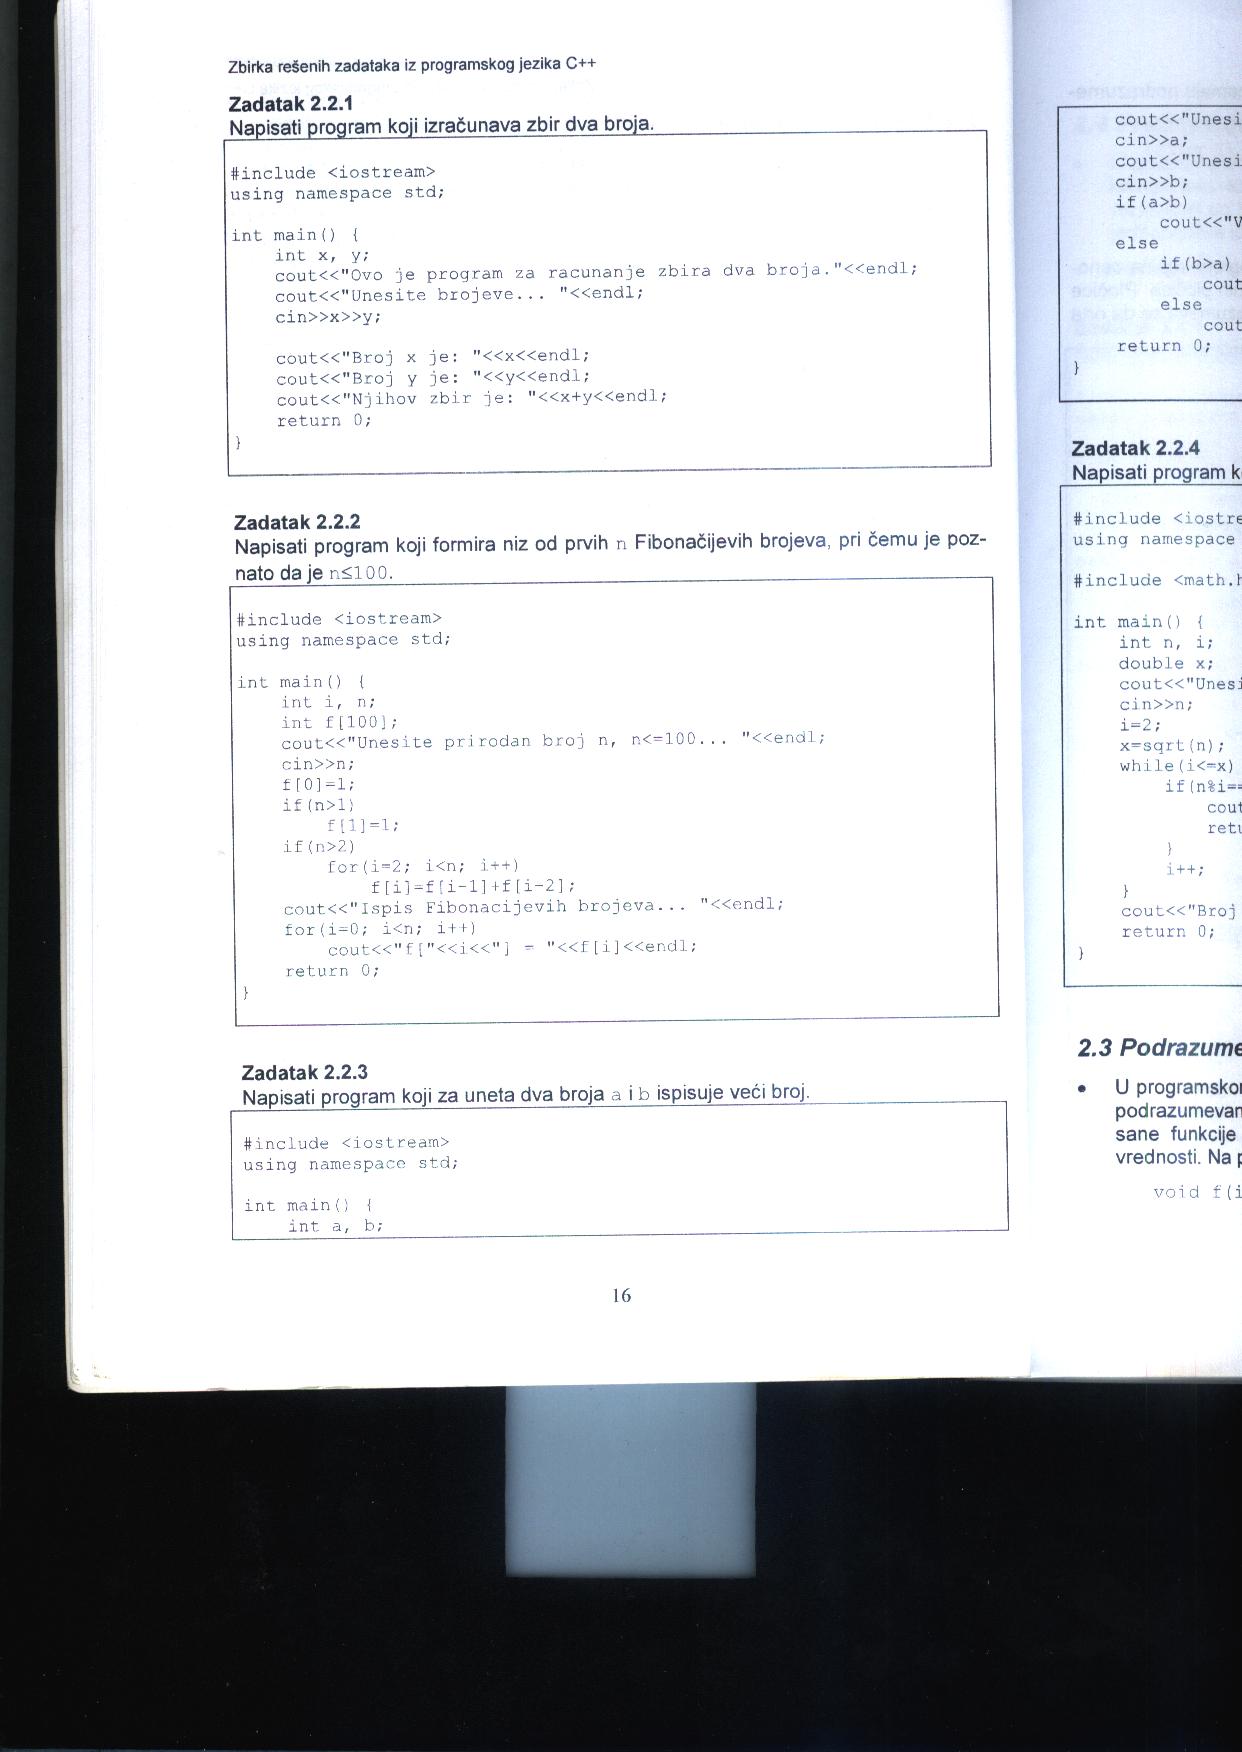 Zbirka rešenih zadataka iz programskog jezika C++
Zadatak 2.2.1
Napisati program koji izračunava zbir dva broja.
#include <iostream>
using namespace std;
int main() {
int x, y;
cout<<"Ovo je program za racunanje zbira dva broja."<<endl;
cout<<"Unesite brojeve... "<<endl;
cin>>x>>y;
cout<<"Broj x je: "<<x<<endl;
cout<<"Broj y je: "<<y<<endl;
cout<<"Njihov zbir je: "<<x+y<<endl;
return 0;
}
Zadatak 2.2.2
Napisati program koji formira niz od prvih n Fibonačijevih brojeva, pri čemu je poz-
nato da je n≤100.
#include <iostream>
using namespace std;
int main() {
int i, n;
int f[100];
cout<<"Unesite prirodan broj n, n<=100... "<<endl;
cin>>n;
f[0]=1;
if(n>1)
f[1]=1;
if(n>2)
for(i=2; i<n; i++)
f[i]=f[i-1]+f[i-2];
cout<<"Ispis Fibonacijevih brojeva... "<<endl;
for(i=0; i<n; i++)
cout<<"f["<<i<<"] = "<<f[i]<<endl;
return 0;
}
Zadatak 2.2.3
Napisati program koji za uneta dva broja a i b ispisuje veći broj.
#include <iostream>
using namespace std;
int main() {
int a, b;
16
cout<<"Unesi
cin>>a;
cout<<"Unesi
cin>>b;
if(a>b)
cout<<"V
else
if(b>a)
cout
else
cout
return 0;
}
Zadatak 2.2.4
Napisati program k
#include <iostre
using namespace
#include <math.h
int main() {
int n, i;
double x;
cout<<"Unesi
cin>>n;
i=2;
x=sqrt(n);
while(i<=x)
if(n%i==
cout
retu
}
i++;
}
cout<<"Broj
return 0;
}
2.3 Podrazume
• U programskom
podrazumevan
sane funkcije
vrednosti. Na p
void f(i